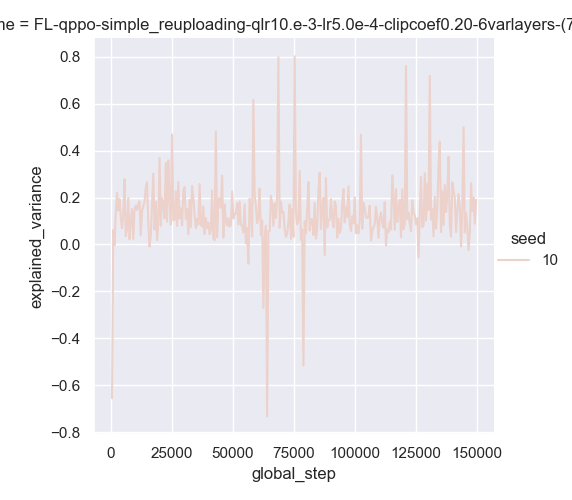 ne = FL-qppo-simple_reuploading-qlr10.e-3-lr5.0e-4-clipcoef0.20-6varlayers-(7
0.8
0.6
0.4
0.2
0.0
−0.2
−0.4
−0.6
−0.8
explained_variance
seed
10
0 25000 50000 75000 100000 125000 150000
global_step